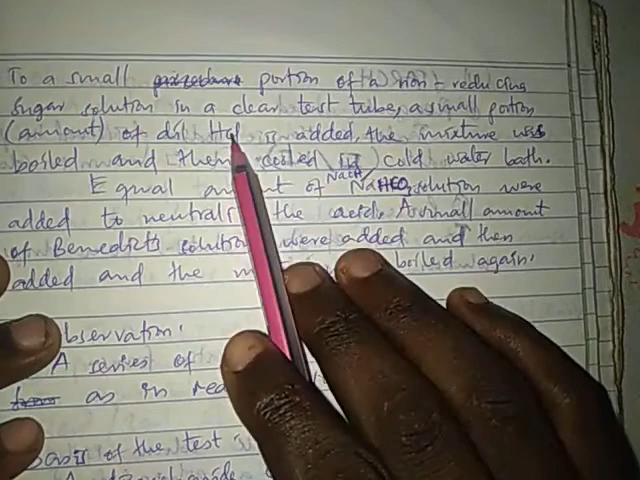 To a small portion of a non-reducing
sugar solution in a clear test tube, a small portion
(amount) of dil HCl is added, the mixture was
boiled and then cooled in cold water bath.
Equal amount of NaOH NaHCO3 solution were
added to neutralise the acid. A small amount
of Benedict's solution were added and then
added and the boiled again.
Observation:
A series of
as in
of the test